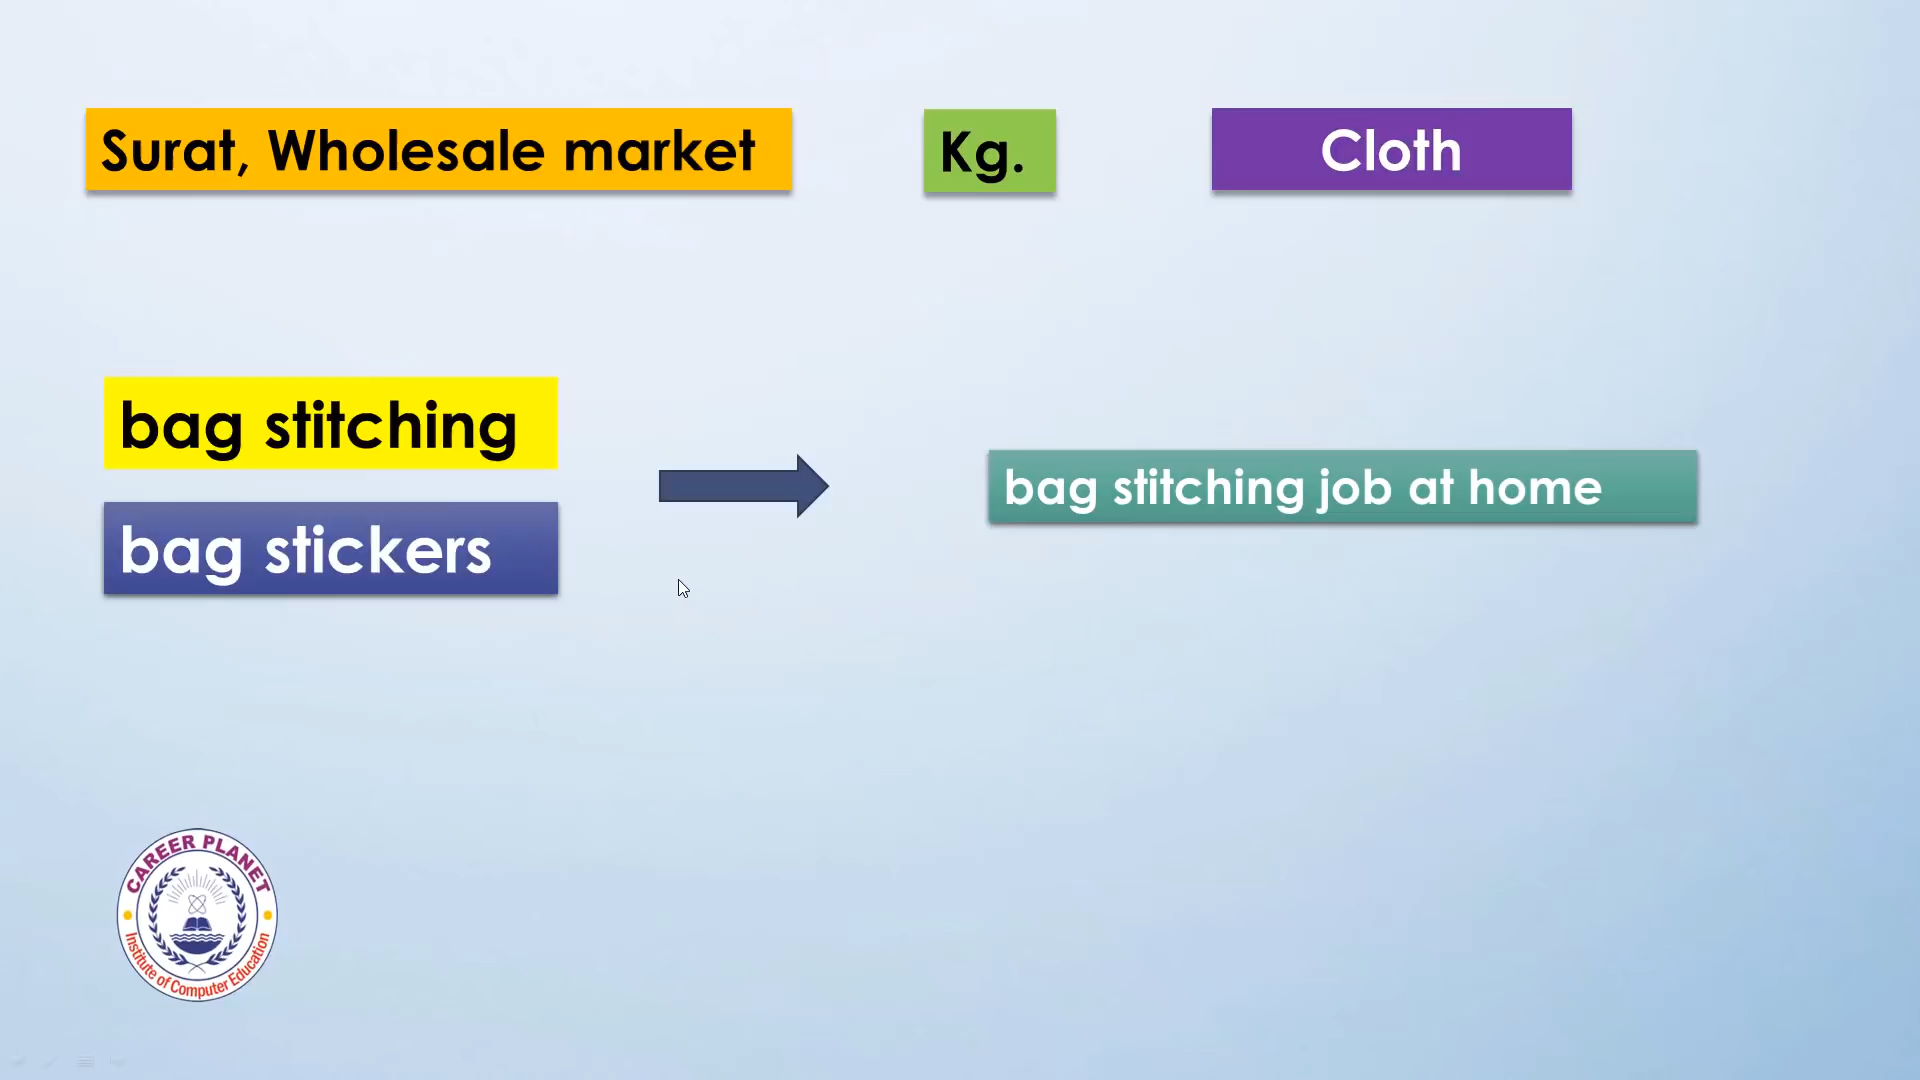 Surat, Wholesale market
Kg.
Cloth
bag stitching
bag stickers
bag stitching job at home
CAREER PLANET
Institute of Computer Education